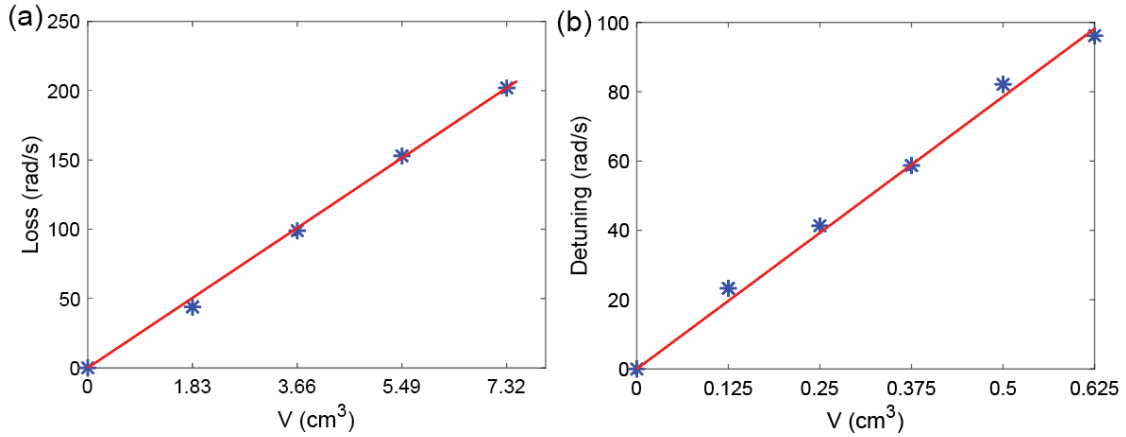 (a)
250
200
150
100
50
0
Loss (rad/s)
0 1.83 3.66 5.49 7.32
V (cm³)
(b)
100
80
60
40
20
0
Detuning (rad/s)
0 0.125 0.25 0.375 0.5 0.625
V (cm³)